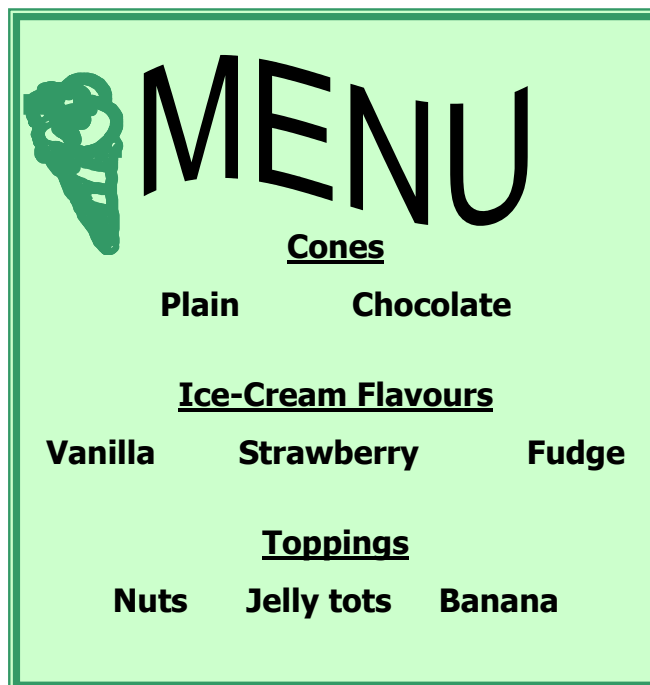 MENU
Cones
Plain Chocolate
Ice-Cream Flavours
Vanilla Strawberry Fudge
Toppings
Nuts Jelly tots Banana